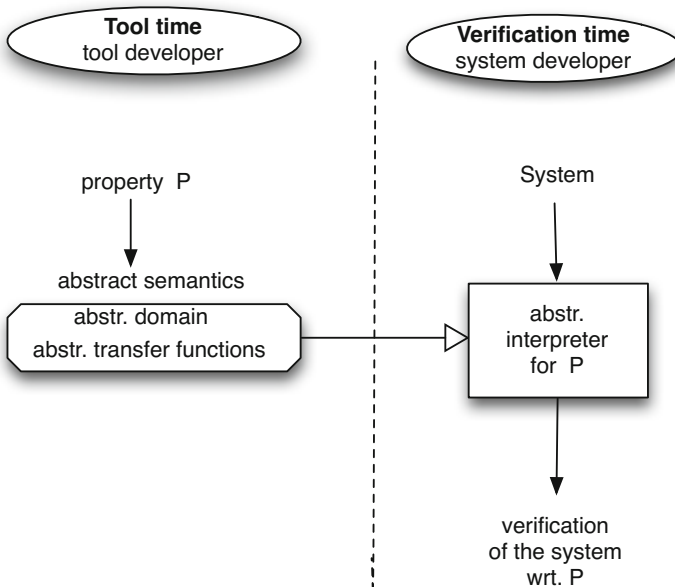 Tool time
tool developer
property P
abstract semantics
abstr. domain
abstr. transfer functions
Verification time
system developer
System
abstr.
interpreter
for P
verification
of the system
wrt. P